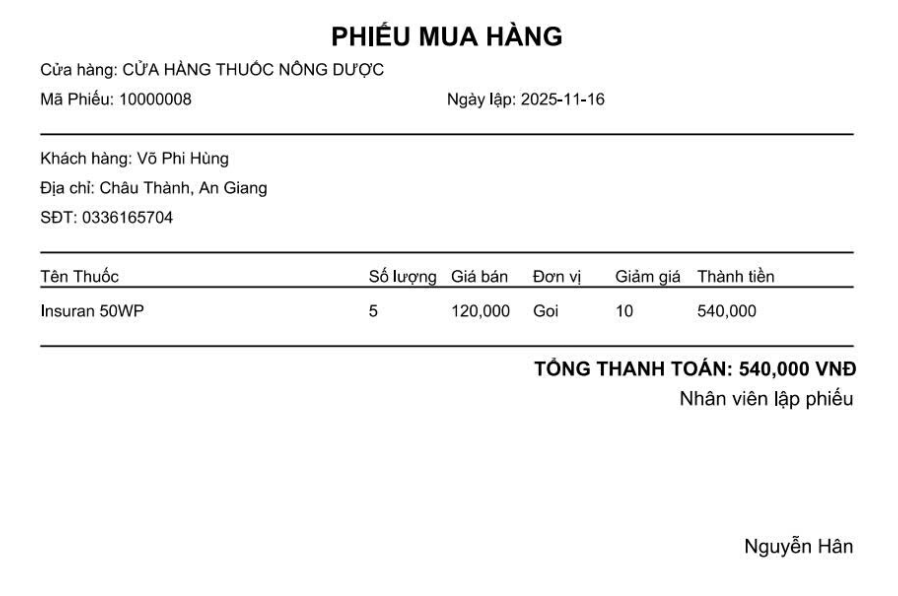 PHIẾU MUA HÀNG
Cửa hàng: CỬA HÀNG THUỐC NÔNG DƯỢC
Mã Phiếu: 10000008 Ngày lập: 2025-11-16
Khách hàng: Võ Phi Hùng
Địa chỉ: Châu Thành, An Giang
SĐT: 0336165704
Tên Thuốc Số lượng Giá bán Đơn vị Giảm giá Thành tiền
Insuran 50WP 5 120,000 Goi 10 540,000
TỔNG THANH TOÁN: 540,000 VNĐ
Nhân viên lập phiếu
Nguyễn Hân